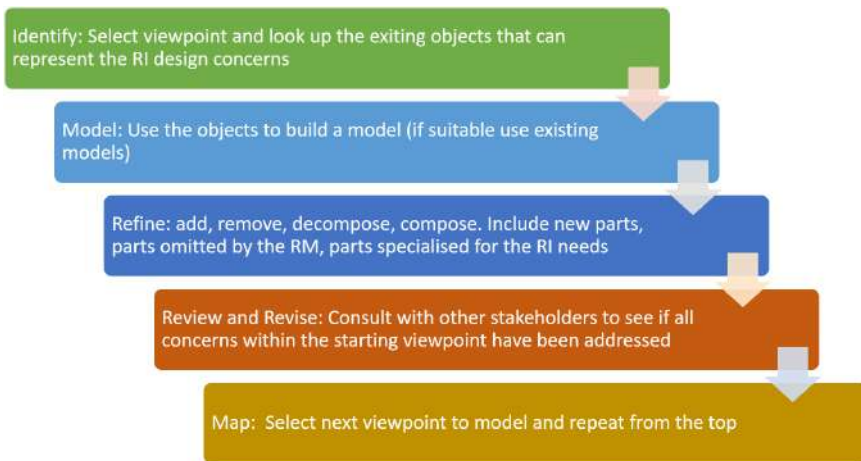 Identify: Select viewpoint and look up the exiting objects that can
represent the RI design concerns
Model: Use the objects to build a model (if suitable use existing
models)
Refine: add, remove, decompose, compose. Include new parts,
parts omitted by the RM, parts specialised for the RI needs
Review and Revise: Consult with other stakeholders to see if all
concerns within the starting viewpoint have been addressed
Map:  Select next viewpoint to model and repeat from the top